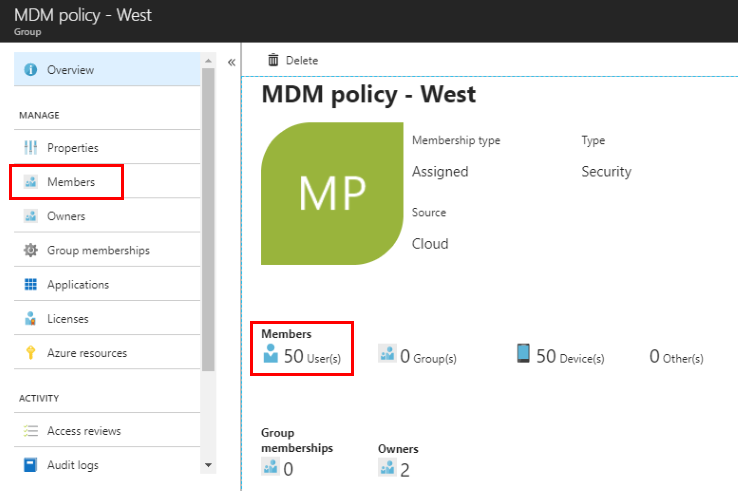 MDM policy - West
Group
Overview
MANAGE
Properties
Members
Owners
Group memberships
Applications
Licenses
Azure resources
ACTIVITY
Access reviews
Audit logs
«
Delete
MDM policy - West
MP
Membership type
Type
Assigned
Security
Source
Cloud
Members
50 User(s)
0 Group(s)
50 Device(s)
0 Other(s)
Group
memberships
0
Owners
2